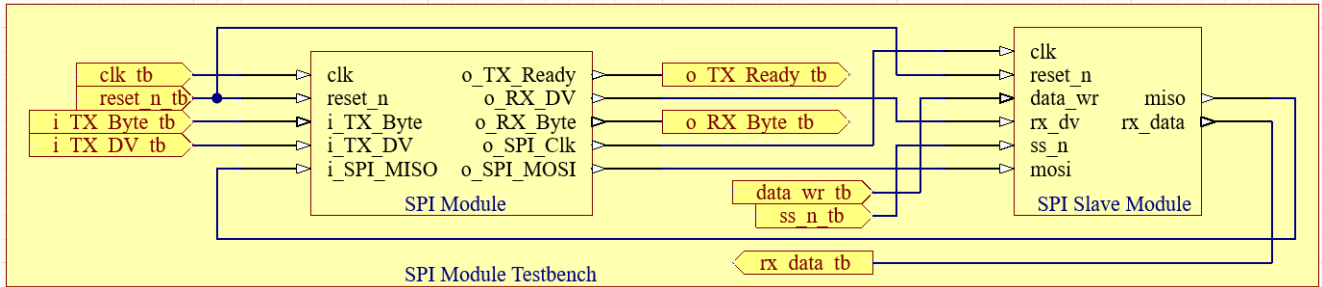 clk_tb
reset_n_tb
i_TX_Byte_tb
i_TX_DV_tb
clk
reset_n
i_TX_Byte
i_TX_DV
i_SPI_MISO
o_TX_Ready
o_RX_DV
o_RX_Byte
o_SPI_Clk
o_SPI_MOSI
SPI Module
o_TX_Ready_tb
o_RX_Byte_tb
data_wr_tb
ss_n_tb
rx_data_tb
clk
reset_n
data_wr
rx_dv
ss_n
mosi
miso
rx_data
SPI Slave Module
SPI Module Testbench